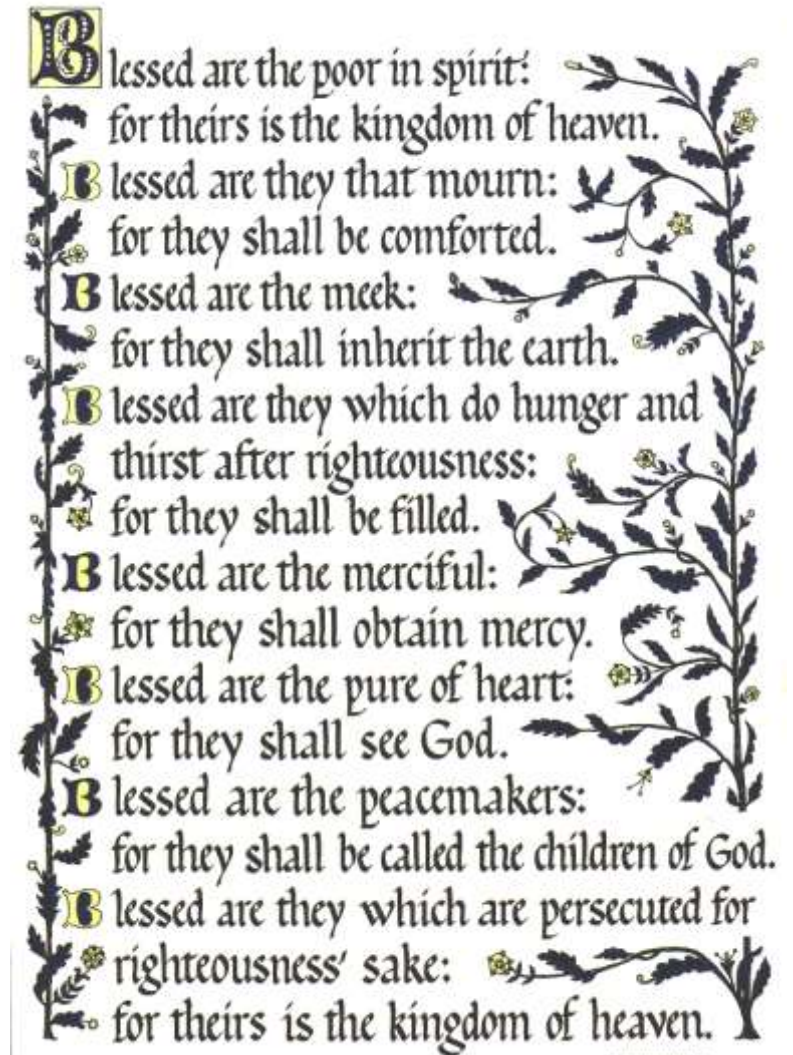 Blessed are the poor in spirit:
for theirs is the kingdom of heaven.
Blessed are they that mourn:
for they shall be comforted.
Blessed are the meek:
for they shall inherit the earth.
Blessed are they which do hunger and
thirst after righteousness:
for they shall be filled.
Blessed are the merciful:
for they shall obtain mercy.
Blessed are the pure of heart:
for they shall see God.
Blessed are the peacemakers:
for they shall be called the children of God.
Blessed are they which are persecuted for
righteousness' sake:
for theirs is the kingdom of heaven.